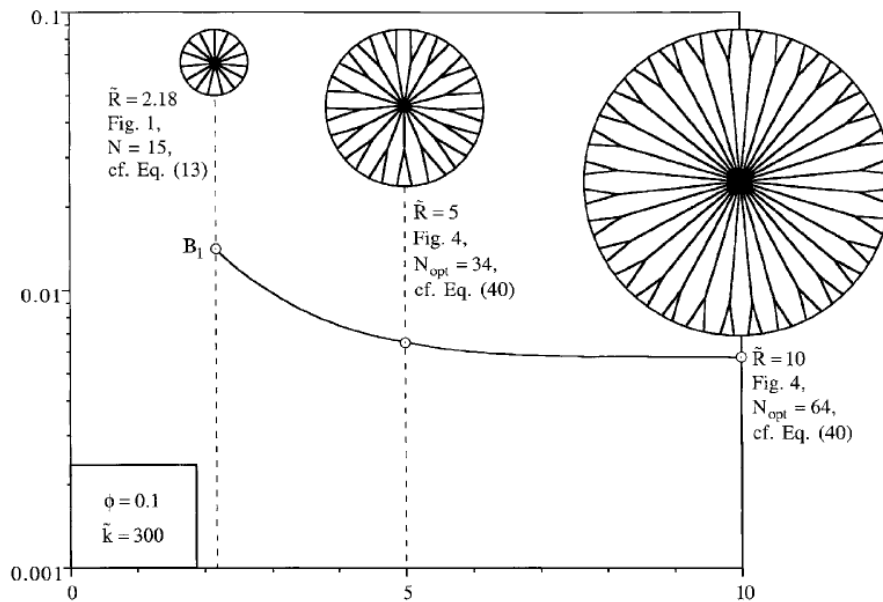 0.1
R̃ = 2.18
Fig. 1,
N = 15,
cf. Eq. (13)
R̃ = 5
Fig. 4,
N_opt = 34,
cf. Eq. (40)
B₁
0.01
R̃ = 10
Fig. 4,
N_opt = 64,
cf. Eq. (40)
ϕ = 0.1
k̃ = 300
0.001
0
5
10